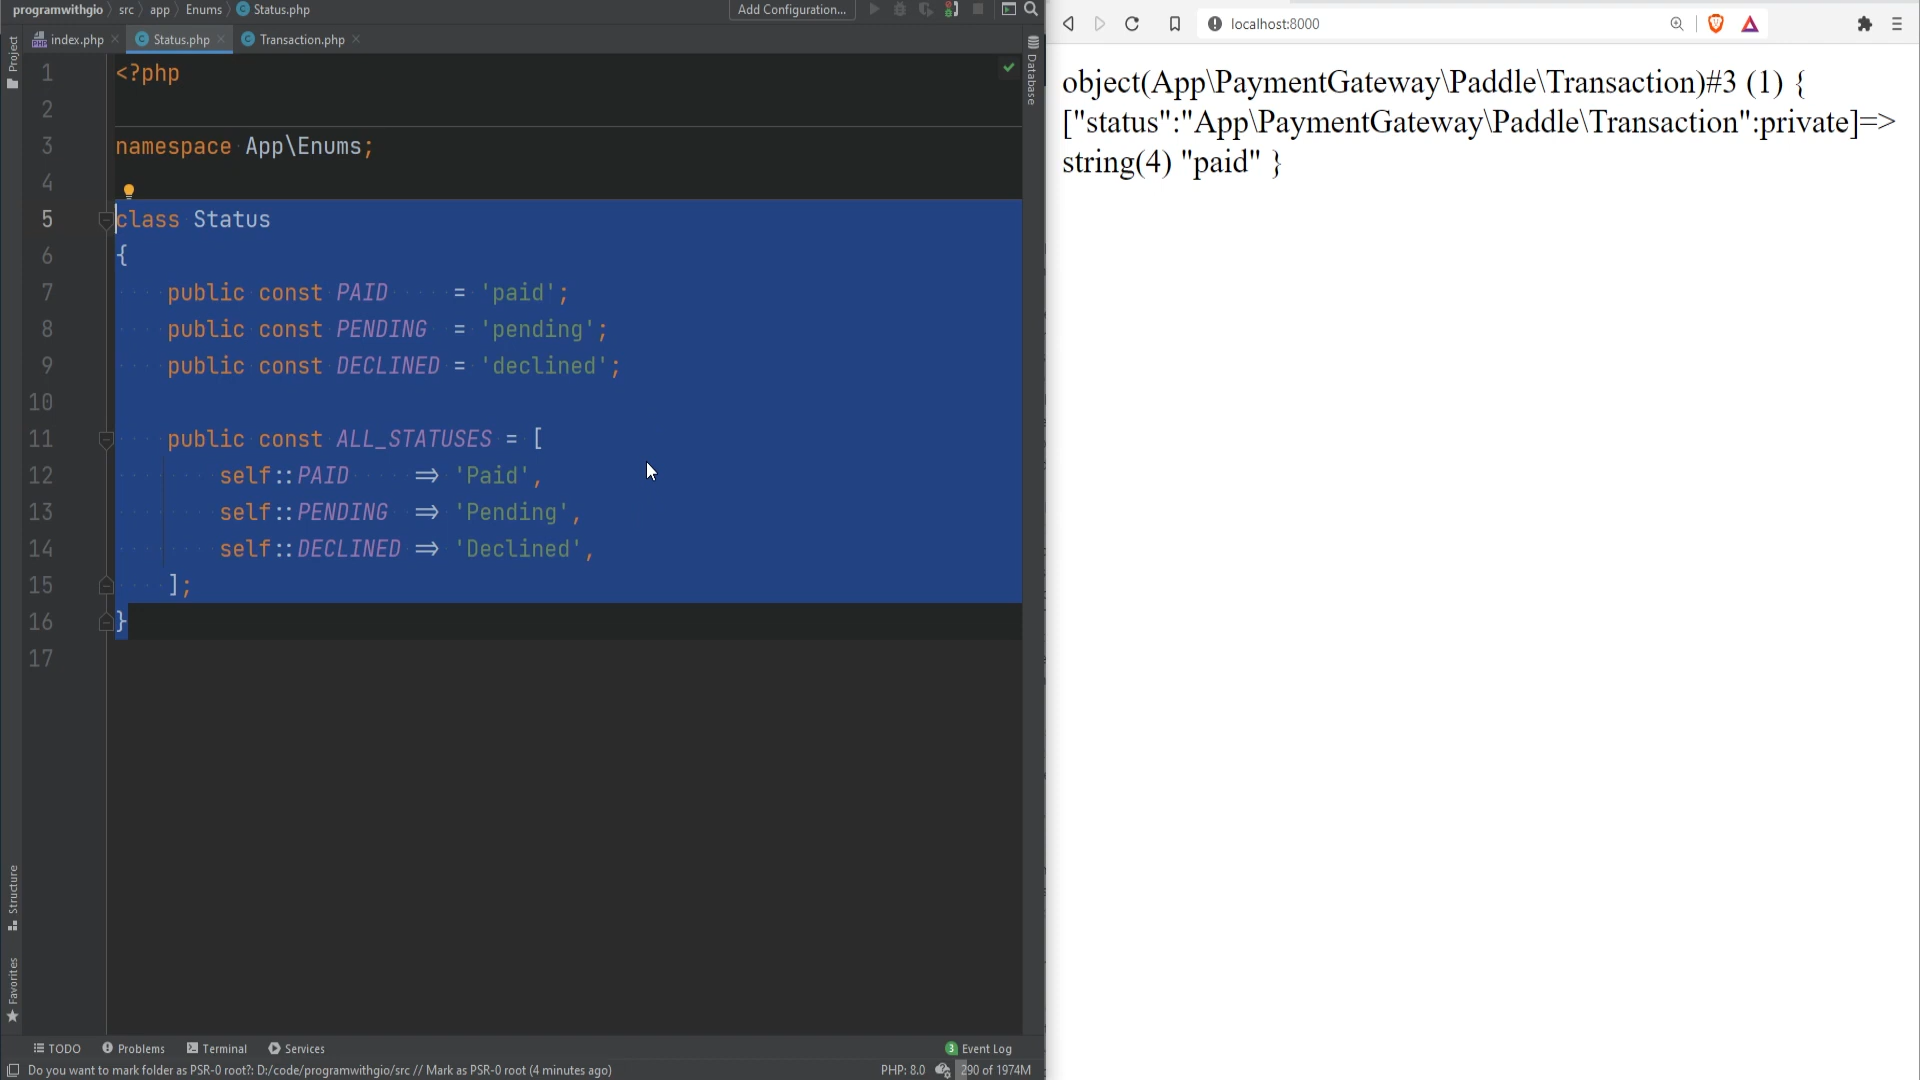 programwithgio src app Enums Status.php
Add Configuration...
index.php Status.php Transaction.php
Project
Database
1 <?php
2
3 namespace App\Enums;
4
5 class Status
6 {
7 public const PAID = 'paid';
8 public const PENDING = 'pending';
9 public const DECLINED = 'declined';
10
11 public const ALL_STATUSES = [
12 self::PAID => 'Paid',
13 self::PENDING => 'Pending',
14 self::DECLINED => 'Declined',
15 ];
16 }
17
Structure
Favorites
TODO Problems Terminal Services 3 Event Log
Do you want to mark folder as PSR-0 root?: D:/code/programwithgio/src // Mark as PSR-0 root (4 minutes ago) PHP: 8.0 290 of 1974M
localhost:8000
object(App\PaymentGateway\Paddle\Transaction)#3 (1) {
["status":"App\PaymentGateway\Paddle\Transaction":private]=>
string(4) "paid" }